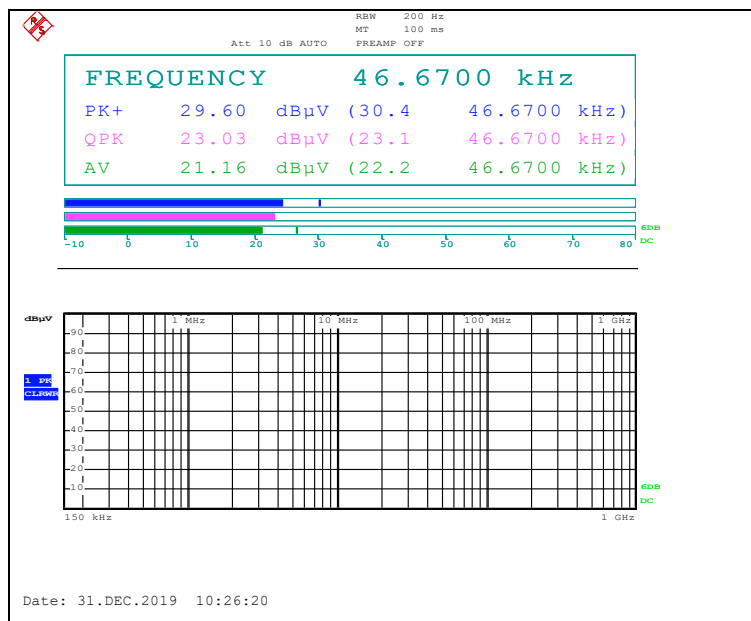 R S
RBW 200 Hz
MT 100 ms
Att 10 dB AUTO PREAMP OFF
FREQUENCY 46.6700 kHz
PK+ 29.60 dBµV (30.4 46.6700 kHz)
QPK 23.03 dBµV (23.1 46.6700 kHz)
AV 21.16 dBµV (22.2 46.6700 kHz)
6DB
-10 0 10 20 30 40 50 60 70 80 DC
dBµV 1 MHz 10 MHz 100 MHz 1 GHz
90
80
70
1 PK
60
CLRWR
50
40
30
20
10 6DB
DC
150 kHz 1 GHz
Date: 31.DEC.2019 10:26:20